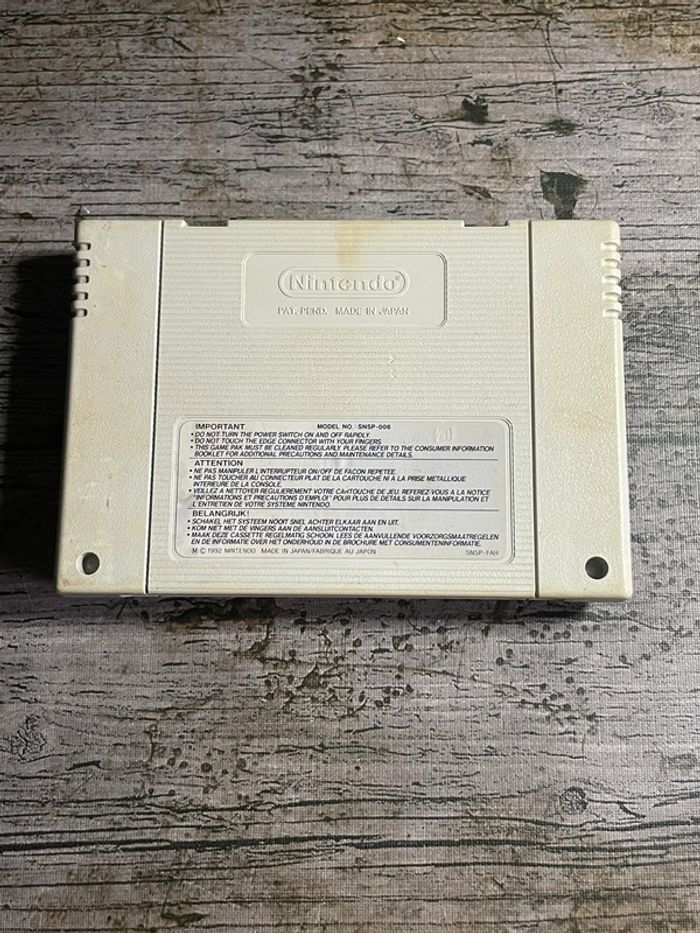 Nintendo®
PAT. PEND. MADE IN JAPAN
IMPORTANT MODEL NO.: SNSP-006
• DO NOT TURN THE POWER SWITCH ON AND OFF RAPIDLY.
• DO NOT TOUCH THE EDGE CONNECTOR WITH YOUR FINGERS.
• THIS GAME PAK MUST BE CLEANED REGULARLY. PLEASE REFER TO THE CONSUMER INFORMATION
BOOKLET FOR ADDITIONAL PRECAUTIONS AND MAINTENANCE DETAILS.
ATTENTION
• NE PAS MANIPULER L'INTERRUPTEUR ON/OFF DE FACON REPETEE.
• NE PAS TOUCHER AU CONNECTEUR PLAT DE LA CARTOUCHE NI A LA PRISE METALLIQUE
INTERIEURE DE LA CONSOLE.
• VEILLEZ A NETTOYER REGULIEREMENT VOTRE CARTOUCHE DE JEU. REFEREZ-VOUS A LA NOTICE
"INFORMATIONS ET PRECAUTIONS D'EMPLOI" POUR PLUS DE DETAILS SUR LA MANIPULATION ET
L'ENTRETIEN DE VOTRE SYSTEME NINTENDO.
BELANGRIJK!
• SCHAKEL HET SYSTEEM NOOIT SNEL ACHTER ELKAAR AAN EN UIT.
• KOM NIET MET DE VINGERS AAN DE AANSLUITCONTACTEN.
• MAAK DEZE CASSETTE REGELMATIG SCHOON. LEES DE AANVULLENDE VOORZORGSMAATREGELEN
EN DE INFORMATIE OVER HET ONDERHOUD IN DE BROCHURE MET CONSUMENTENINFORMATIE.
M © 1992 NINTENDO MADE IN JAPAN/FABRIQUE AU JAPON SNSP-FAH